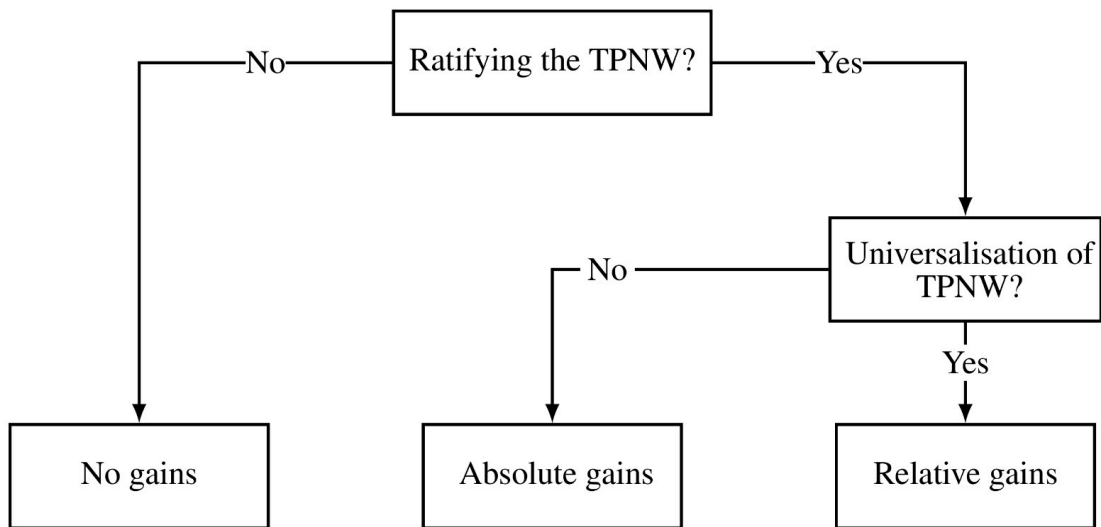 Ratifying the TPNW?
No
Yes
Universalisation of
TPNW?
No
Yes
No gains
Absolute gains
Relative gains